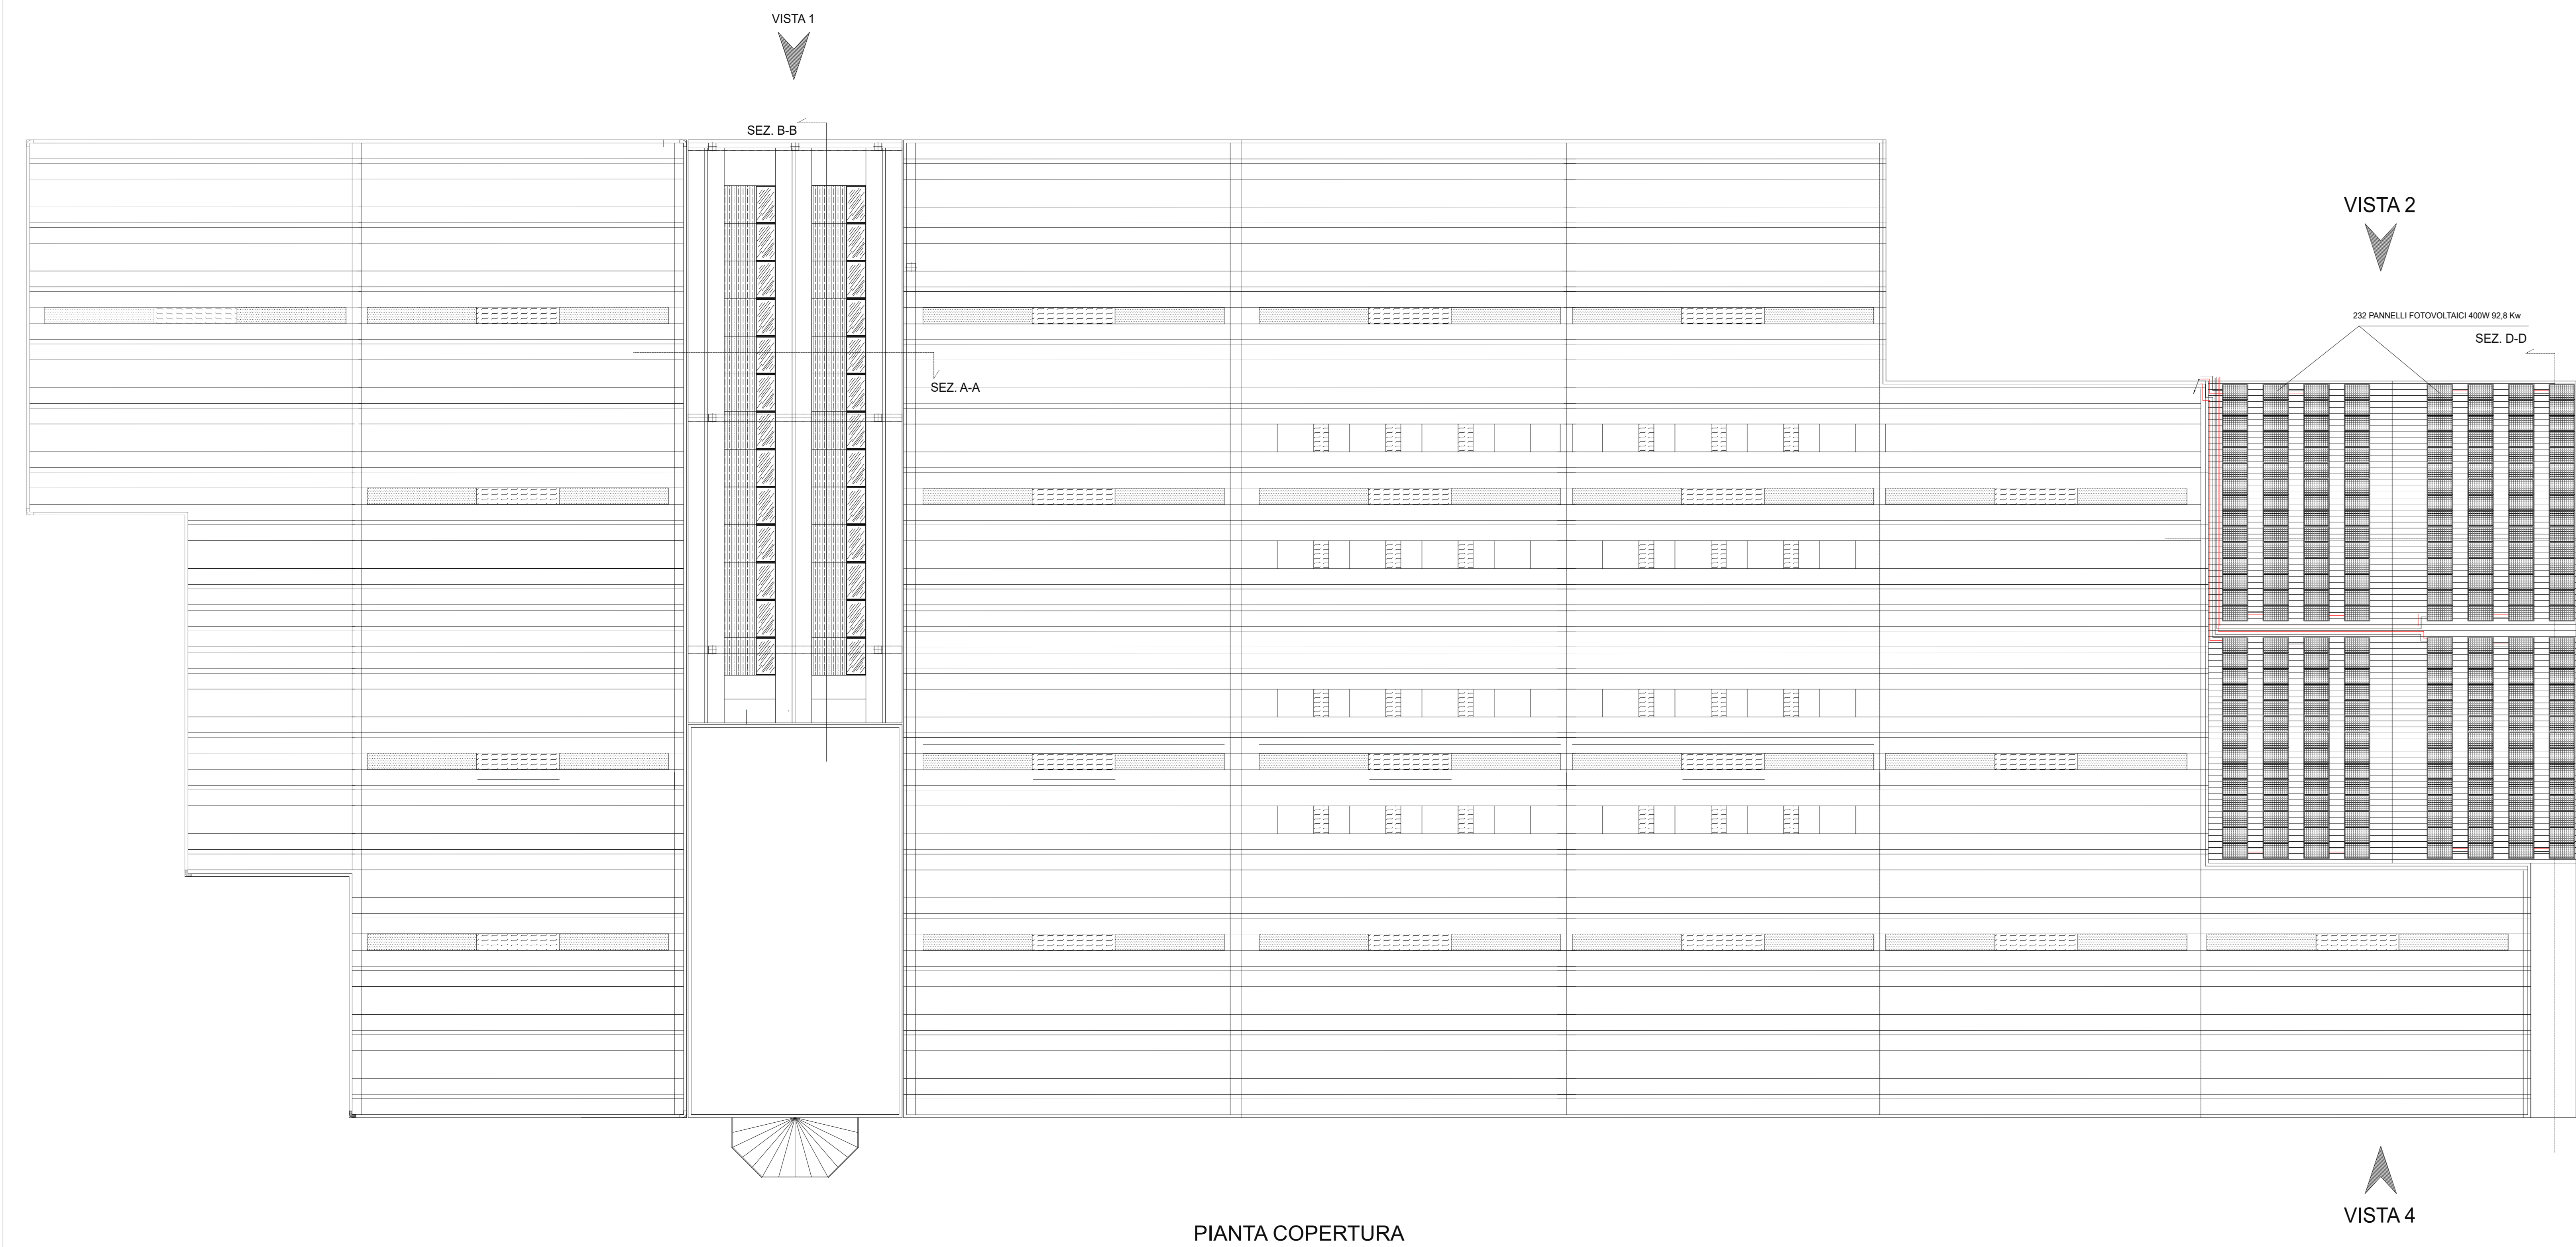 VISTA 1
SEZ. B-B
VISTA 2
232 PANNELLI FOTOVOLTAICI 400W 92,8 Kw
SEZ. D-D
SEZ. A-A
VISTA 4
PIANTA COPERTURA